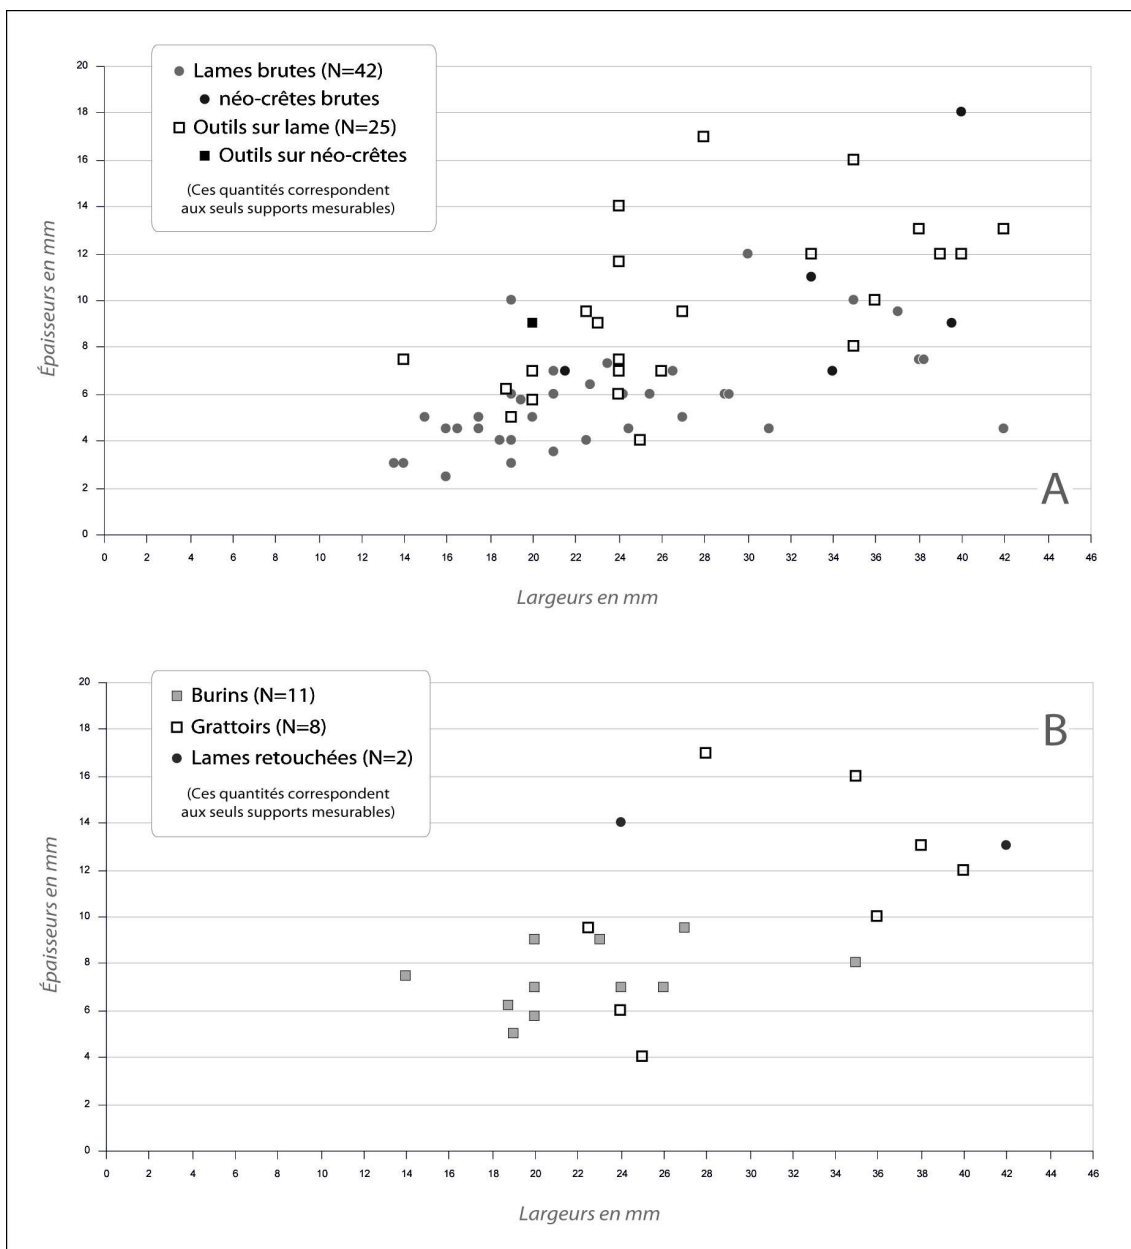 Lames brutes (N=42)
néo-crêtes brutes
Outils sur lame (N=25)
Outils sur néo-crêtes
(Ces quantités correspondent
aux seuls supports mesurables)
Épaisseurs en mm
20
18
16
14
12
10
8
6
4
2
0
A
0 2 4 6 8 10 12 14 16 18 20 22 24 26 28 30 32 34 36 38 40 42 44 46
Largeurs en mm
Burins (N=11)
Grattoirs (N=8)
Lames retouchées (N=2)
(Ces quantités correspondent
aux seuls supports mesurables)
B
Épaisseurs en mm
20
18
16
14
12
10
8
6
4
2
0
0 2 4 6 8 10 12 14 16 18 20 22 24 26 28 30 32 34 36 38 40 42 44 46
Largeurs en mm